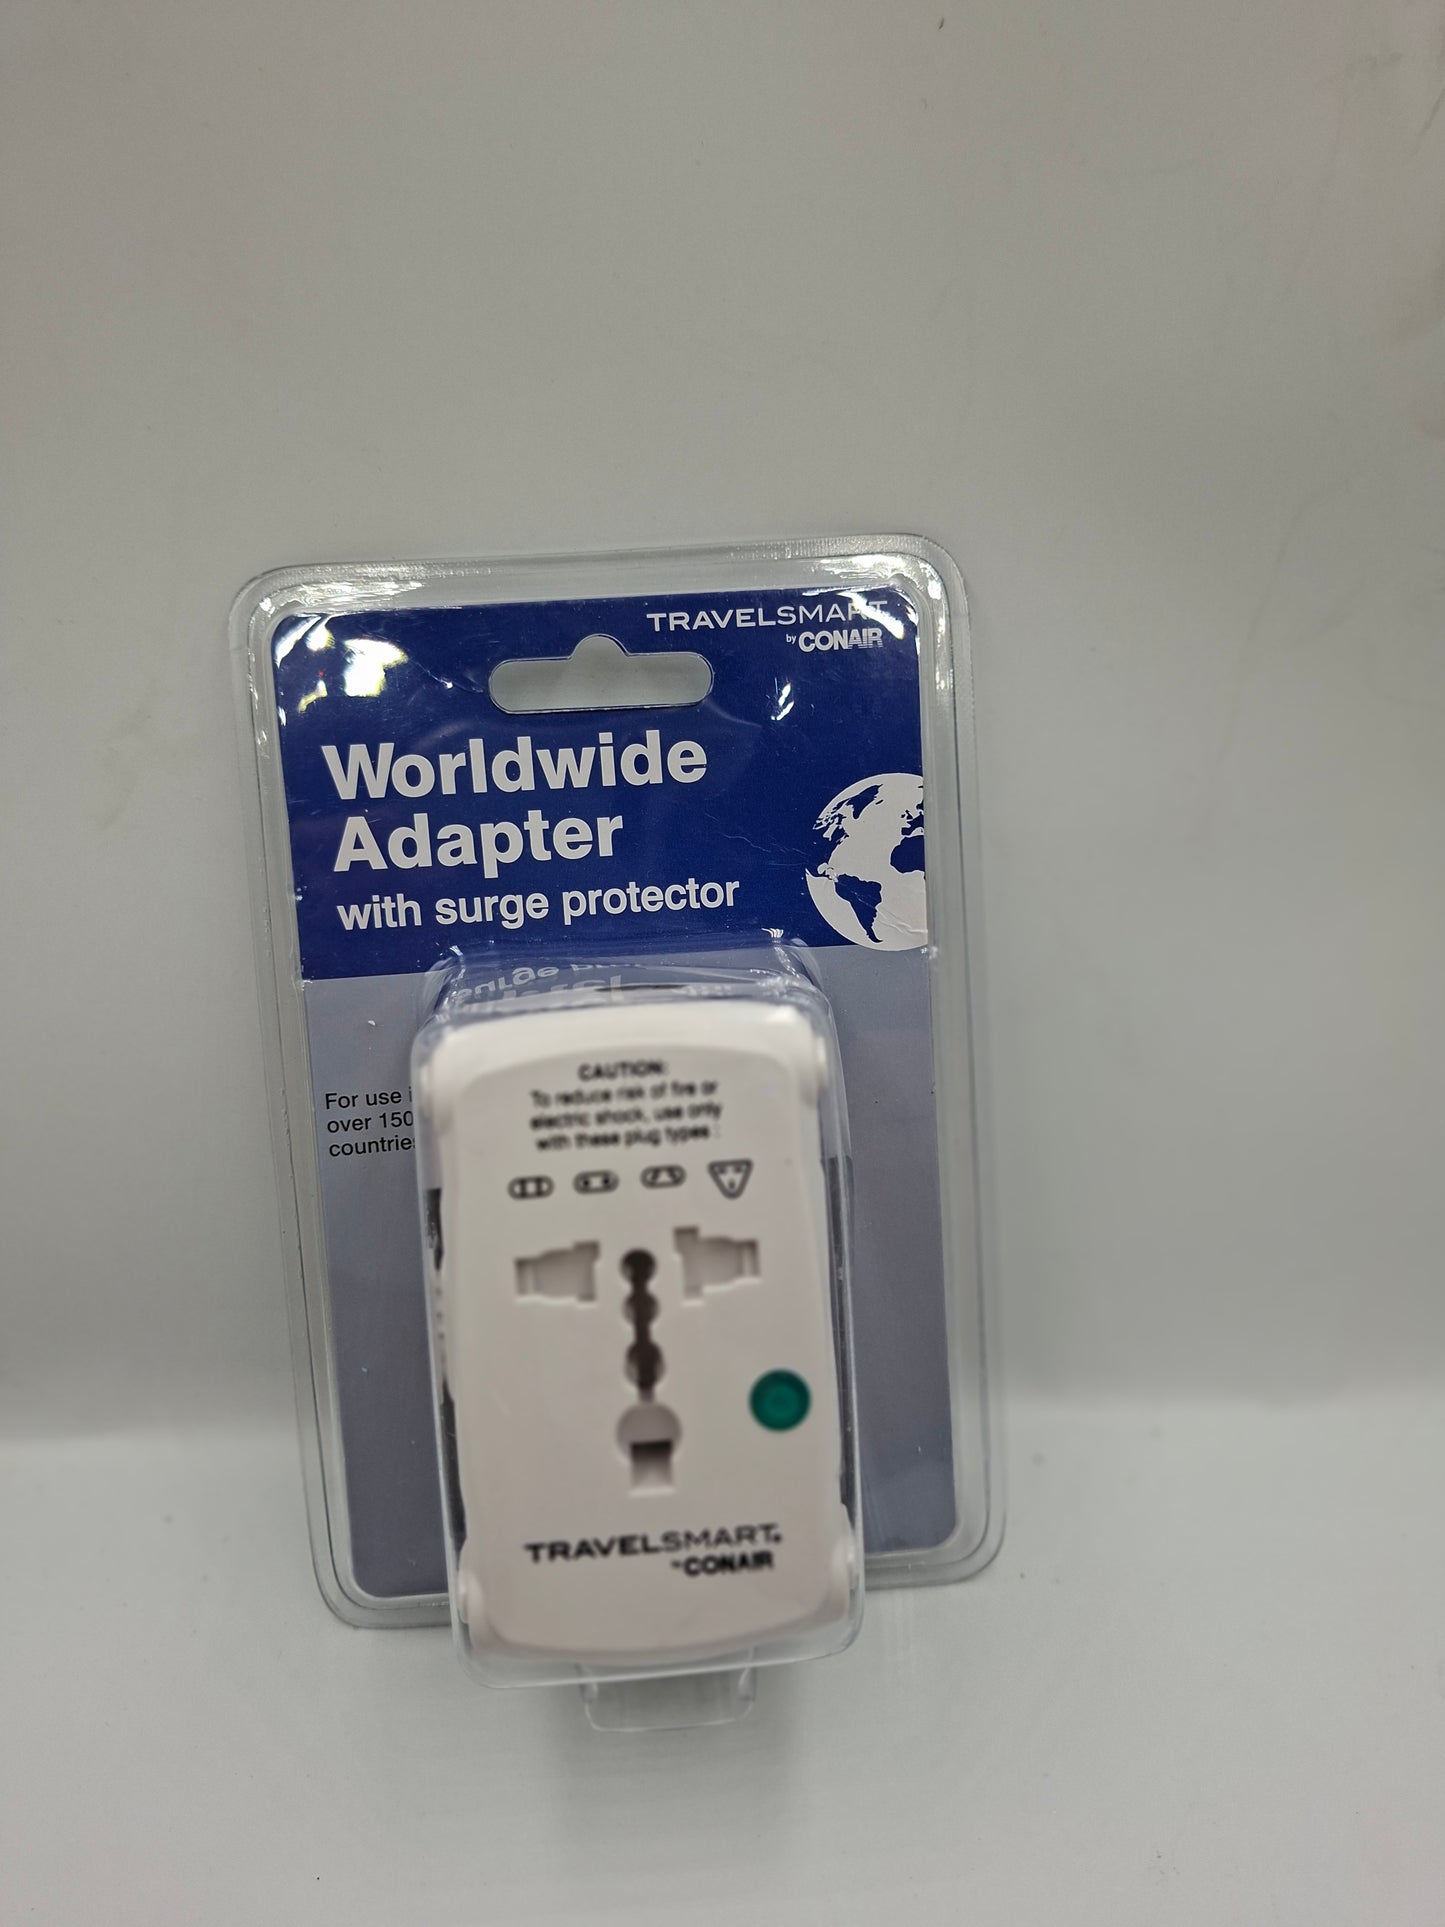 TRAVELSMART
by CONAIR
Worldwide
Adapter
with surge protector
For use
over 150
countries
CAUTION:
To reduce risk of fire or
electric shock, use only
with these plug types :
TRAVELSMART®
by CONAIR